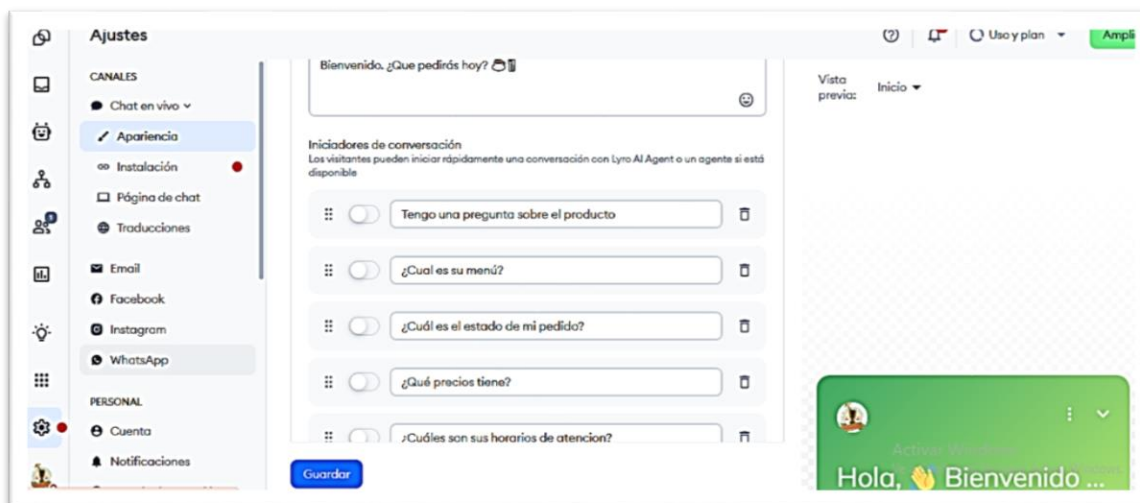 Ajustes
Uso y plan
Ampli
CANALES
Chat en vivo
Apariencia
Instalación
Página de chat
Traducciones
Email
Facebook
Instagram
WhatsApp
PERSONAL
Cuenta
Notificaciones
Bienvenido. ¿Que pedirás hoy?
Iniciadores de conversación
Los visitantes pueden iniciar rápidamente una conversación con Lyro AI Agent o un agente si está
disponible
Tengo una pregunta sobre el producto
¿Cual es su menú?
¿Cuál es el estado de mi pedido?
¿Qué precios tiene?
¿Cuáles son sus horarios de atencion?
Guardar
Vista
previa:
Inicio
Activar Windows
Hola, 👋 Bienvenido ...